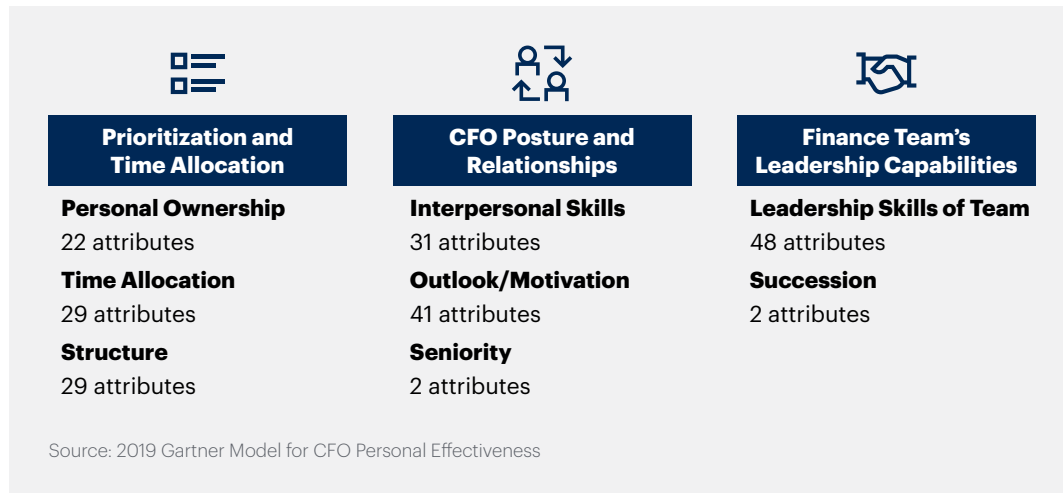 Prioritization and
Time Allocation
Personal Ownership
22 attributes
Time Allocation
29 attributes
Structure
29 attributes
CFO Posture and
Relationships
Interpersonal Skills
31 attributes
Outlook/Motivation
41 attributes
Seniority
2 attributes
Finance Team’s
Leadership Capabilities
Leadership Skills of Team
48 attributes
Succession
2 attributes
Source: 2019 Gartner Model for CFO Personal Effectiveness